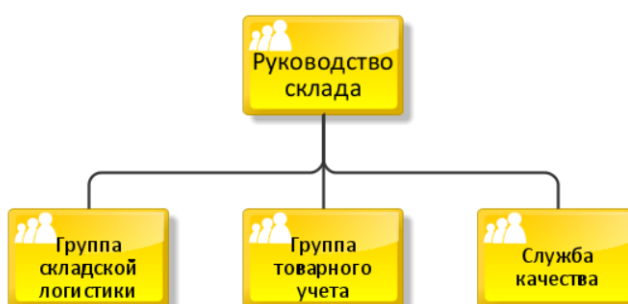 Руководство
склада
Группа
складской
логистики
Группа
товарного
учета
Служба
качества